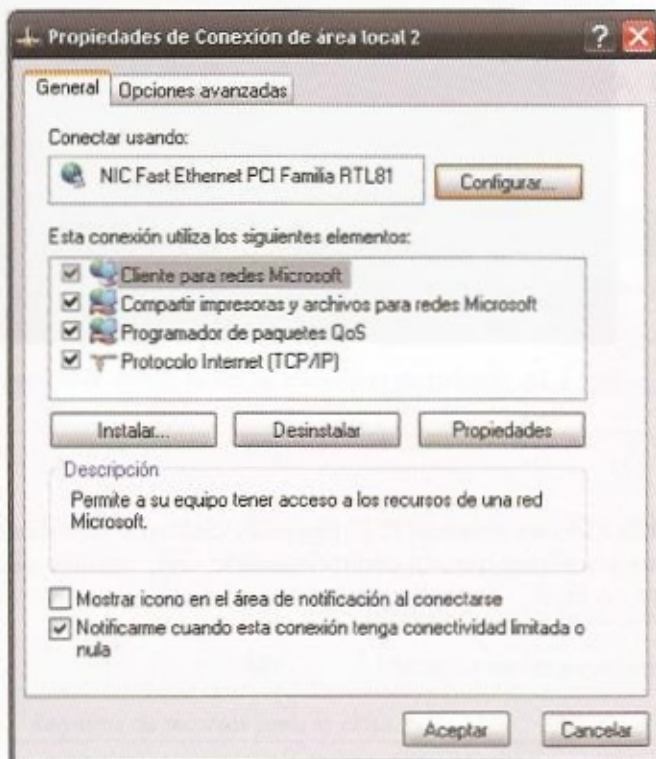 Propiedades de Conexión de área local 2
General
Opciones avanzadas
Conectar usando:
NIC Fast Ethernet PCI Familia RTL81
Configurar...
Esta conexión utiliza los siguientes elementos:
Cliente para redes Microsoft
Compartir impresoras y archivos para redes Microsoft
Programador de paquetes QoS
Protocolo Internet (TCP/IP)
Instalar...
Desinstalar
Propiedades
Descripción
Permite a su equipo tener acceso a los recursos de una red
Microsoft.
Mostrar icono en el área de notificación al conectarse
Notificarme cuando esta conexión tenga conectividad limitada o
nula
Aceptar
Cancelar